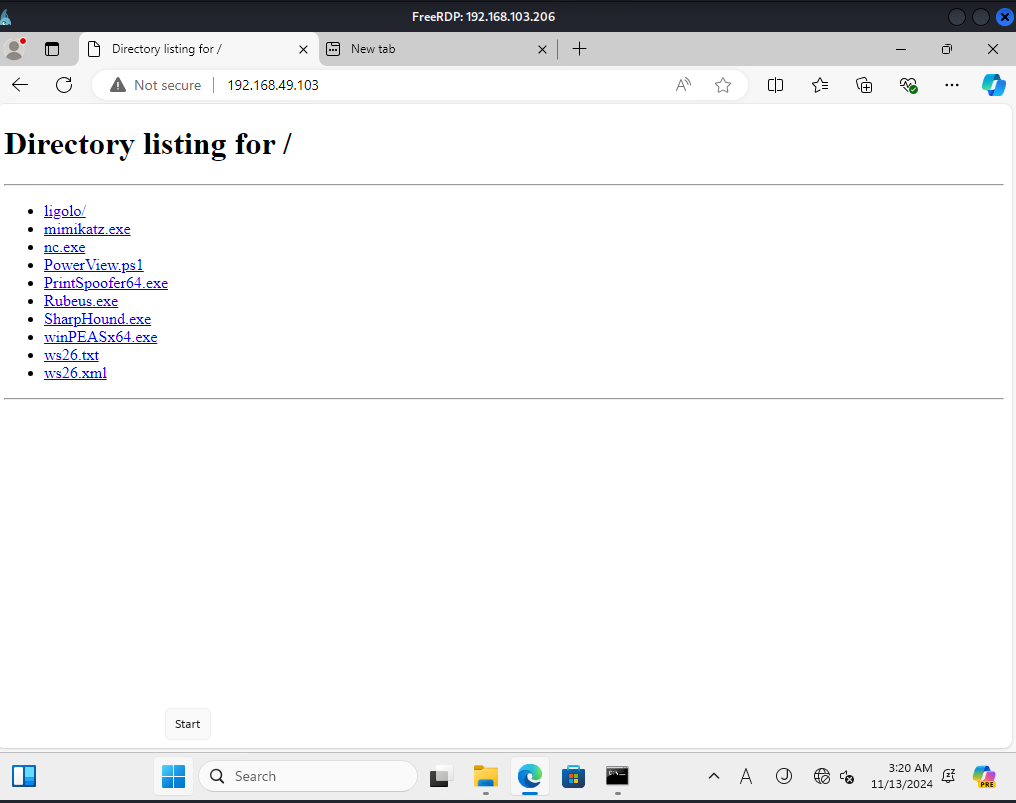 FreeRDP: 192.168.103.206
Directory listing for /
New tab
Not secure
192.168.49.103
Directory listing for /
ligolo/
mimikatz.exe
nc.exe
PowerView.ps1
PrintSpoofer64.exe
Rubeus.exe
SharpHound.exe
winPEASx64.exe
ws26.txt
ws26.xml
Start
Search
3:20 AM
11/13/2024
PRE